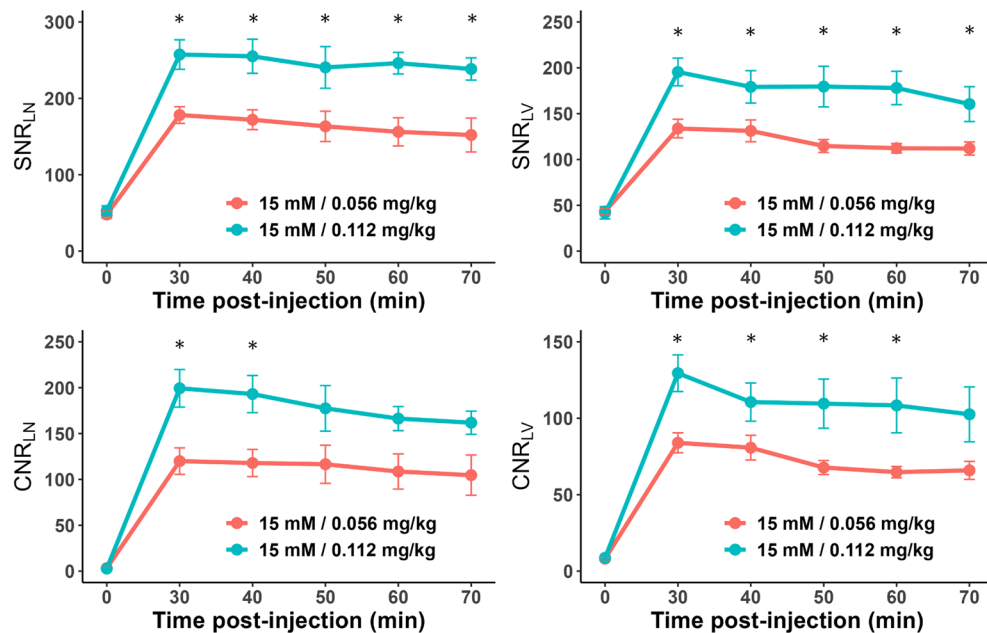 * * * * *
300
200
100
0
SNR_LN
15 mM / 0.056 mg/kg
15 mM / 0.112 mg/kg
0 30 40 50 60 70
Time post-injection (min)
* * * * *
250
200
150
100
50
0
SNR_LV
15 mM / 0.056 mg/kg
15 mM / 0.112 mg/kg
0 30 40 50 60 70
Time post-injection (min)
* *
250
200
150
100
50
0
CNR_LN
15 mM / 0.056 mg/kg
15 mM / 0.112 mg/kg
0 30 40 50 60 70
Time post-injection (min)
* * * *
150
100
50
0
CNR_LV
15 mM / 0.056 mg/kg
15 mM / 0.112 mg/kg
0 30 40 50 60 70
Time post-injection (min)